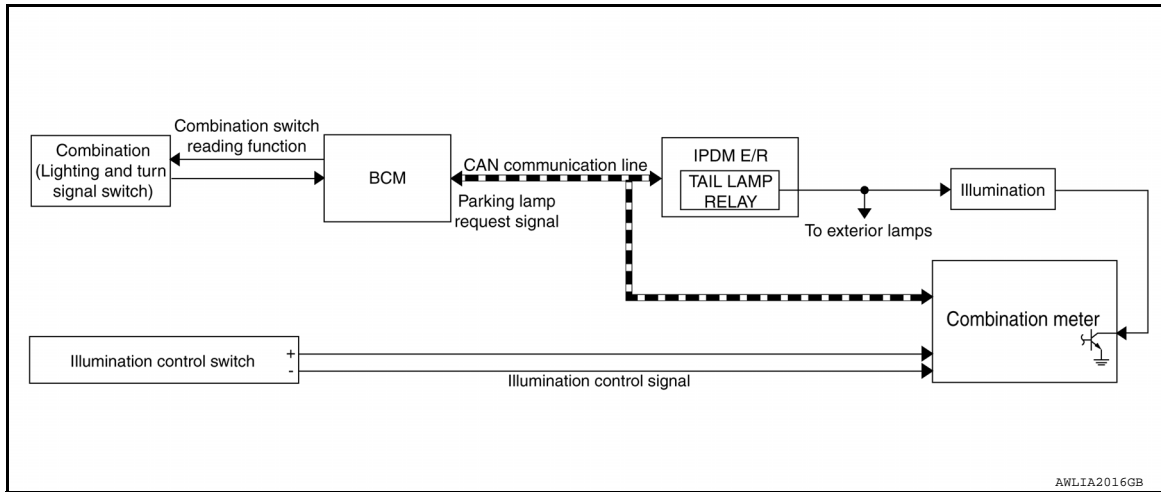 Combination switch
reading function
Combination
(Lighting and turn
signal switch)
BCM
CAN communication line
Parking lamp
request signal
IPDM E/R
TAIL LAMP
RELAY
To exterior lamps
Illumination
Combination meter
Illumination control switch
+
-
Illumination control signal
AWLIA2016GB